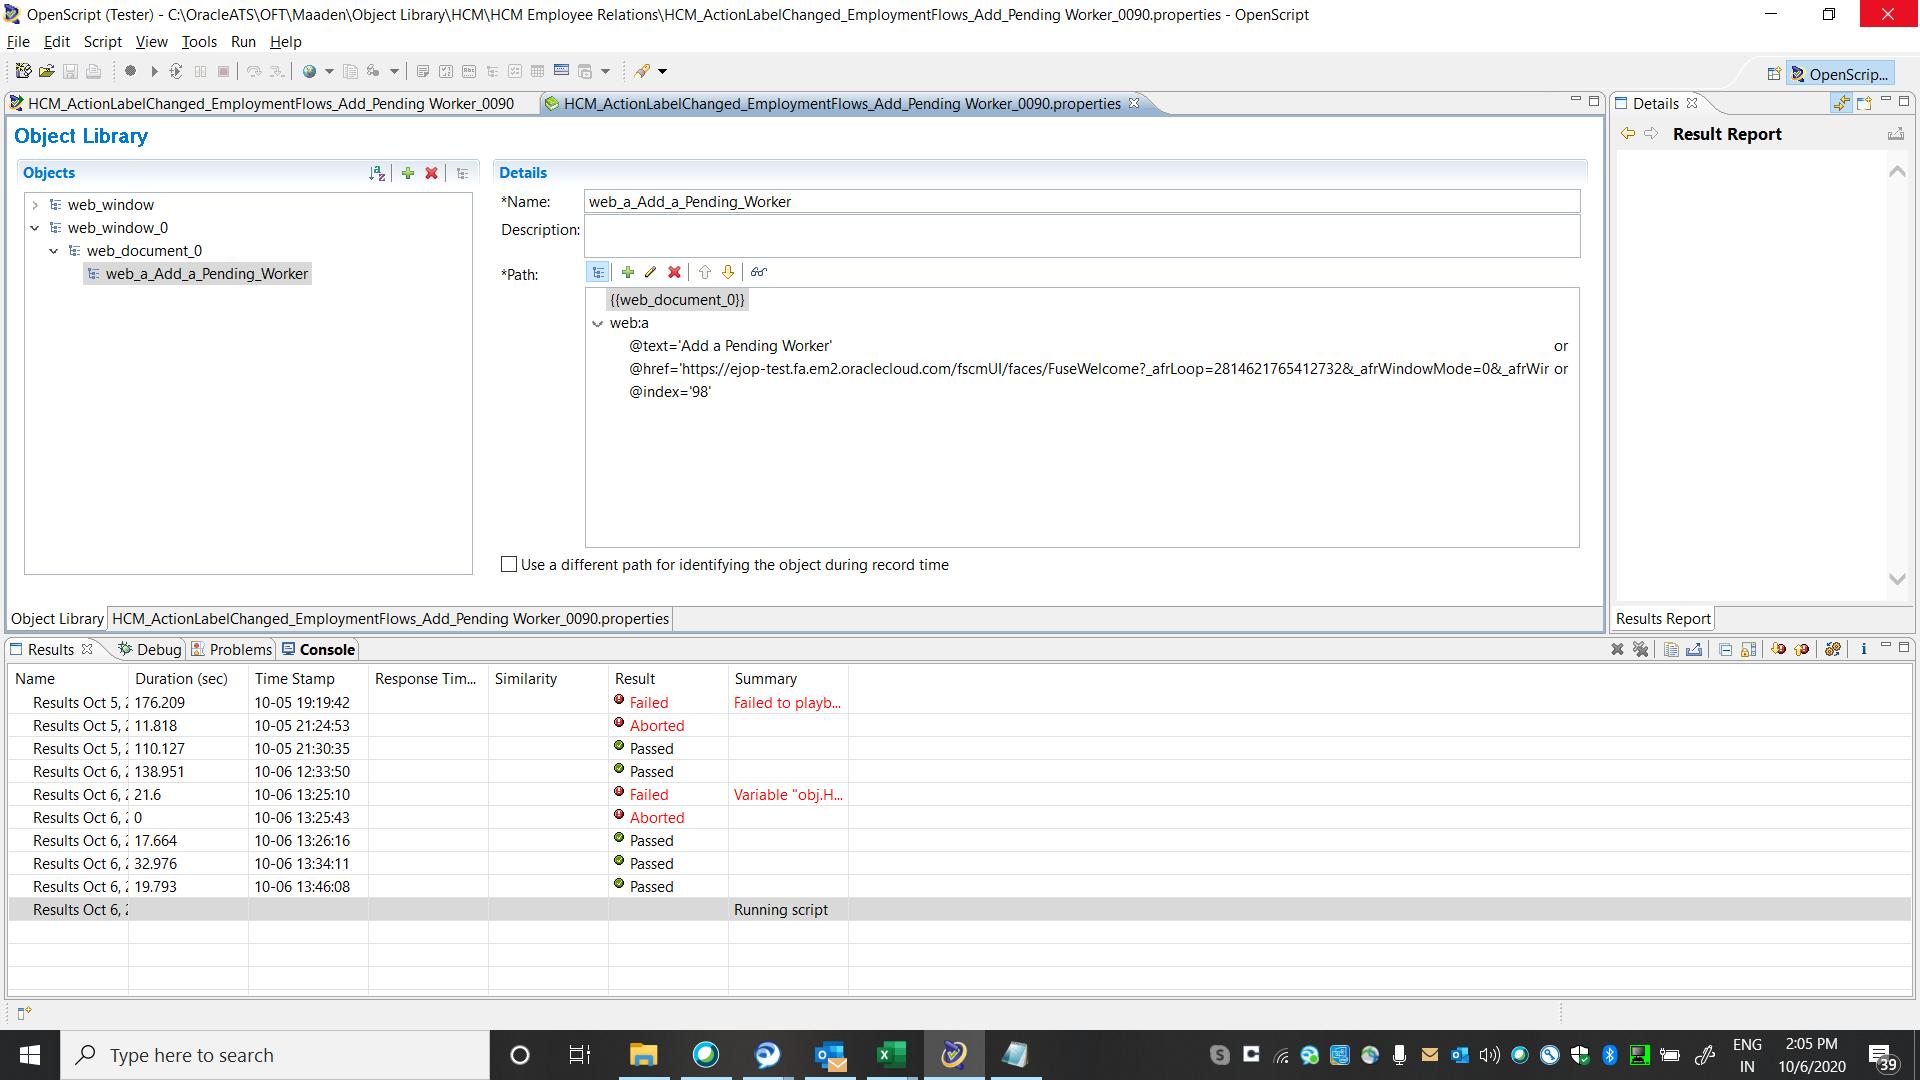 OpenScript (Tester) - C:\OracleATS\OFT\Maaden\Object Library\HCM\HCM Employee Relations\HCM_ActionLabelChanged_EmploymentFlows_Add_Pending Worker_0090.properties - OpenScript
File Edit Script View Tools Run Help
OpenScrip...
HCM_ActionLabelChanged_EmploymentFlows_Add_Pending Worker_0090
HCM_ActionLabelChanged_EmploymentFlows_Add_Pending Worker_0090.properties
Details
Object Library
Result Report
Objects
Details
web_window
web_window_0
web_document_0
web_a_Add_a_Pending_Worker
*Name: web_a_Add_a_Pending_Worker
Description:
*Path:
{{web_document_0}}
web:a
@text='Add a Pending Worker' or
@href='https://ejop-test.fa.em2.oraclecloud.com/fscmUI/faces/FuseWelcome?_afrLoop=2814621765412732&_afrWindowMode=0&_afrWir or
@index='98'
Use a different path for identifying the object during record time
Object Library HCM_ActionLabelChanged_EmploymentFlows_Add_Pending Worker_0090.properties
Results Report
Results Debug Problems Console
Name Duration (sec) Time Stamp Response Tim... Similarity Result Summary
Results Oct 5, 176.209 10-05 19:19:42 Failed Failed to playb...
Results Oct 5, 11.818 10-05 21:24:53 Aborted
Results Oct 5, 110.127 10-05 21:30:35 Passed
Results Oct 6, 138.951 10-06 12:33:50 Passed
Results Oct 6, 21.6 10-06 13:25:10 Failed Variable "obj.H...
Results Oct 6, 0 10-06 13:25:43 Aborted
Results Oct 6, 17.664 10-06 13:26:16 Passed
Results Oct 6, 32.976 10-06 13:34:11 Passed
Results Oct 6, 19.793 10-06 13:46:08 Passed
Results Oct 6, Running script
Type here to search
ENG
IN
2:05 PM
10/6/2020
39